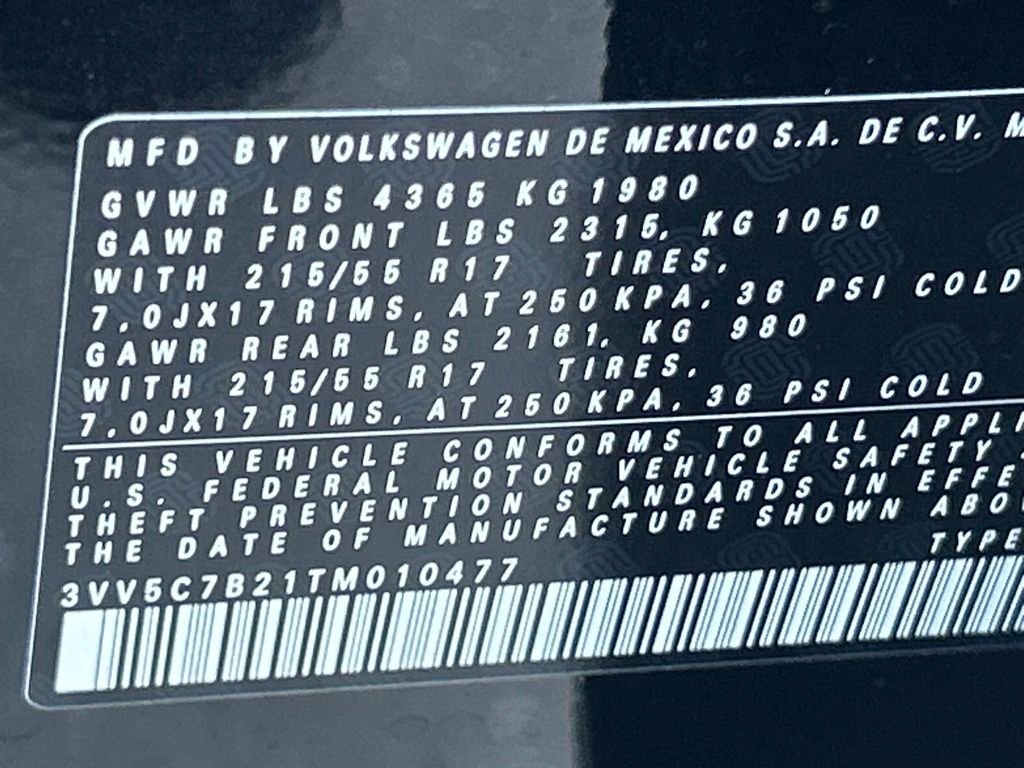 MFD BY VOLKSWAGEN DE MEXICO S.A. DE C.V.
GVWR LBS 4365 KG 1980
GAWR FRONT LBS 2315, KG 1050
WITH 215/55 R17 TIRES,
7.0JX17 RIMS, AT 250 KPA, 36 PSI COLD
GAWR REAR LBS 2161, KG 980
WITH 215/55 R17 TIRES,
7.0JX17 RIMS, AT 250 KPA, 36 PSI COLD
THIS VEHICLE CONFORMS TO ALL
U.S. FEDERAL MOTOR VEHICLE SAFETY
THEFT PREVENTION STANDARDS IN
THE DATE OF MANUFACTURE SHOWN
TYPE
3VV5C7B21TM010477